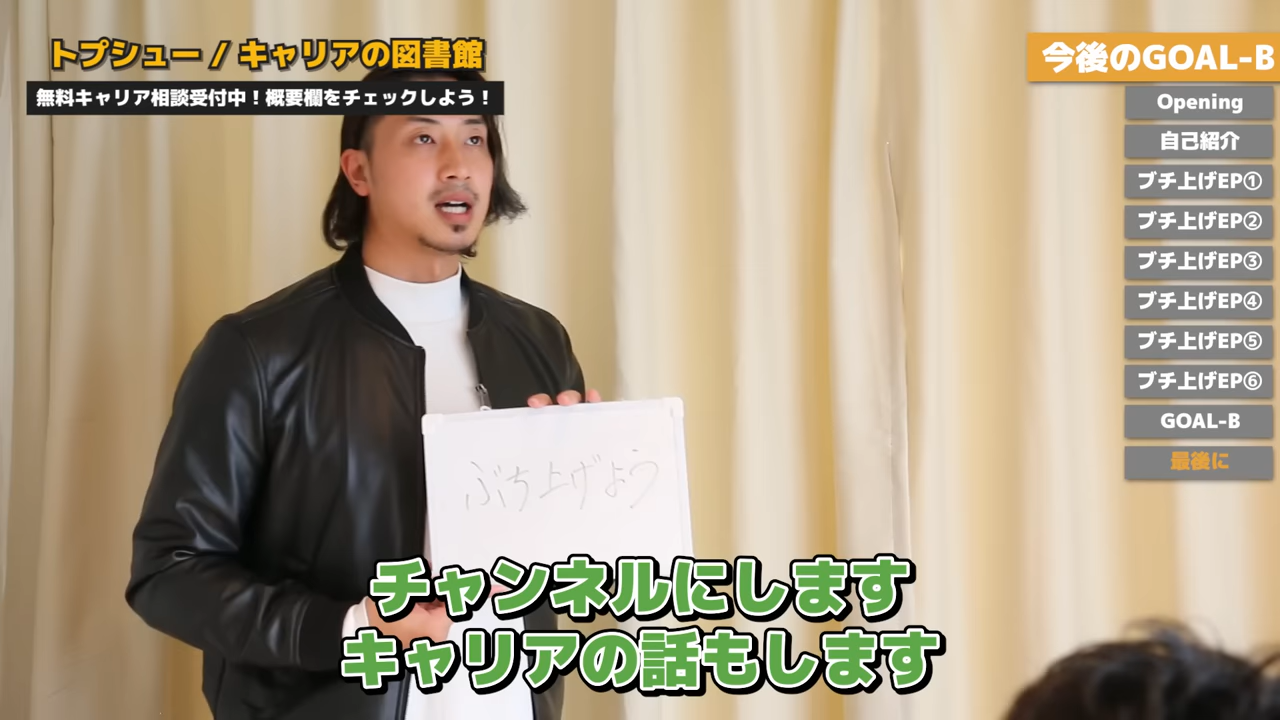 トプシュー / キャリアの図書館
無料キャリア相談受付中！概要欄をチェックしよう！
今後のGOAL-B
Opening
自己紹介
ブチ上げEP①
ブチ上げEP②
ブチ上げEP③
ブチ上げEP④
ブチ上げEP⑤
ブチ上げEP⑥
GOAL-B
最後に
ぶち上げよう
チャンネルにします
キャリアの話もします